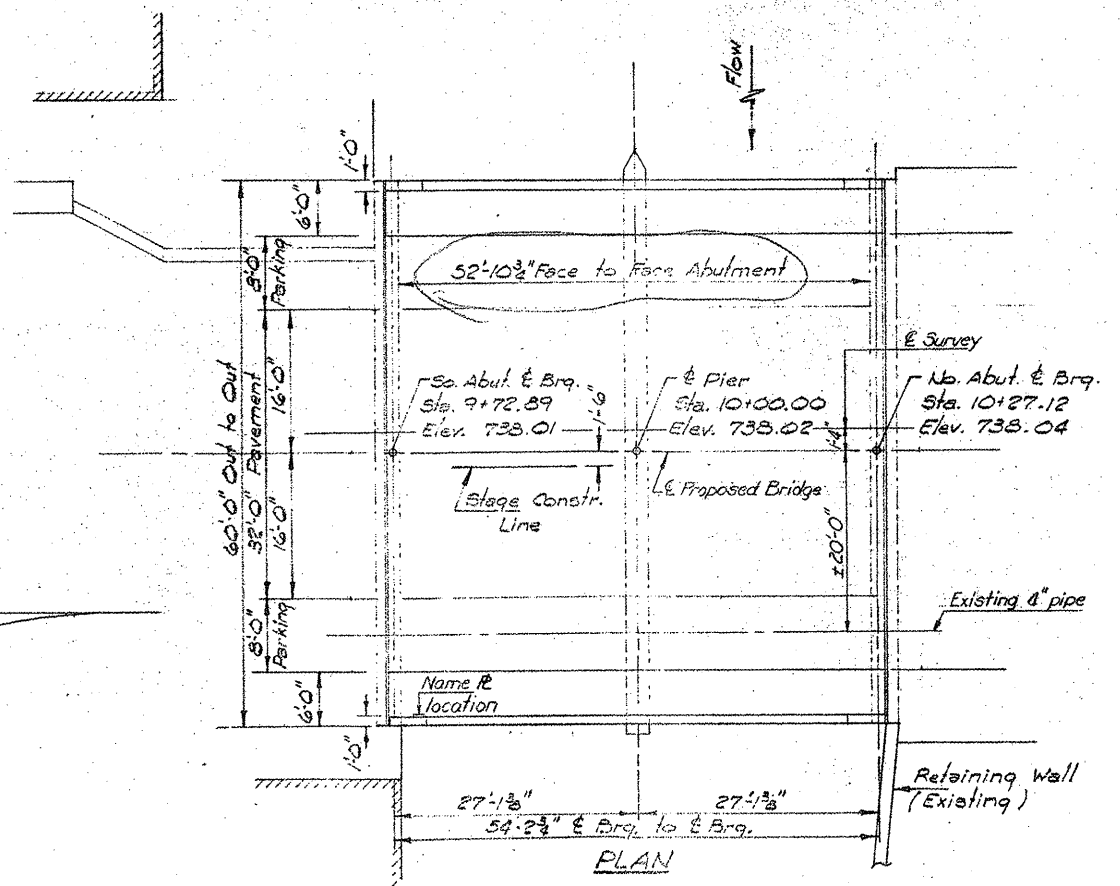 Flow
1'-0"
6'-0"
8'-0"
Parking
52'-10¾" Face to Face Abutment
℄ Survey
16'-0"
So. Abut. ℄ Brg.
Sta. 9+72.89
Elev. 738.01
1'-6"
℄ Pier
Sta. 10+00.00
Elev. 738.02
1'-4"
No. Abut. ℄ Brg.
Sta. 10+27.12
Elev. 738.04
60'-0" Out to Out
32'-0" Pavement
16'-0"
Stage Constr.
Line
℄ Proposed Bridge
±20'-0"
Existing 4" pipe
8'-0"
Parking
6'-0"
Name ℄
location
1'-0"
Retaining Wall
(Existing)
27'-1⅜"
27'-1⅜"
54'-2¾" ℄ Brg. to ℄ Brg.
PLAN